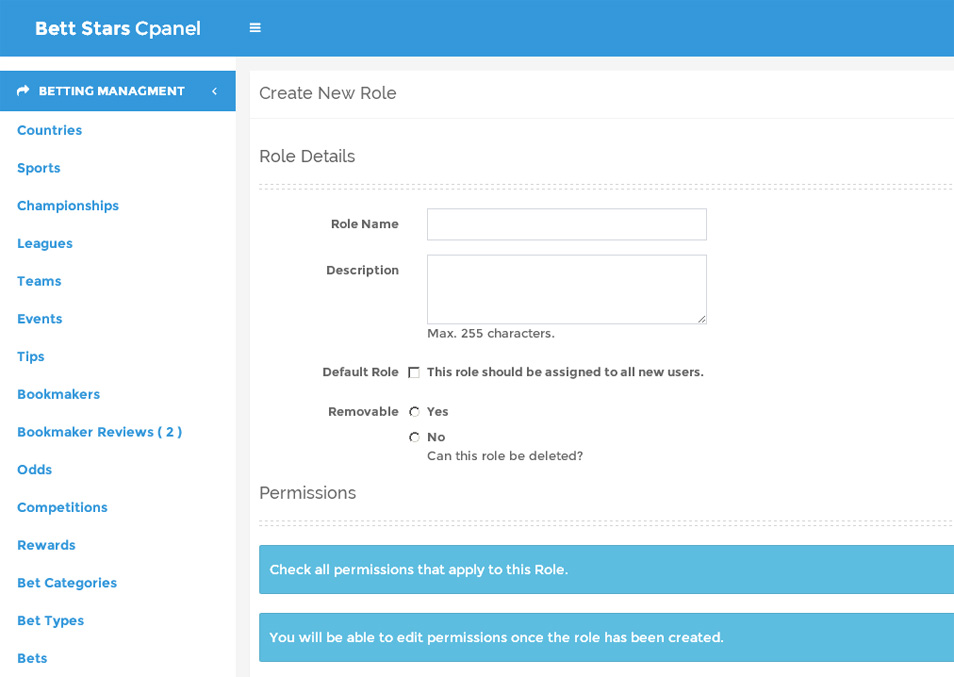 Bett Stars Cpanel
BETTING MANAGMENT
Countries
Sports
Championships
Leagues
Teams
Events
Tips
Bookmakers
Bookmaker Reviews ( 2 )
Odds
Competitions
Rewards
Bet Categories
Bet Types
Bets
Create New Role
Role Details
Role Name
Description
Max. 255 characters.
Default Role This role should be assigned to all new users.
Removable Yes
No
Can this role be deleted?
Permissions
Check all permissions that apply to this Role.
You will be able to edit permissions once the role has been created.